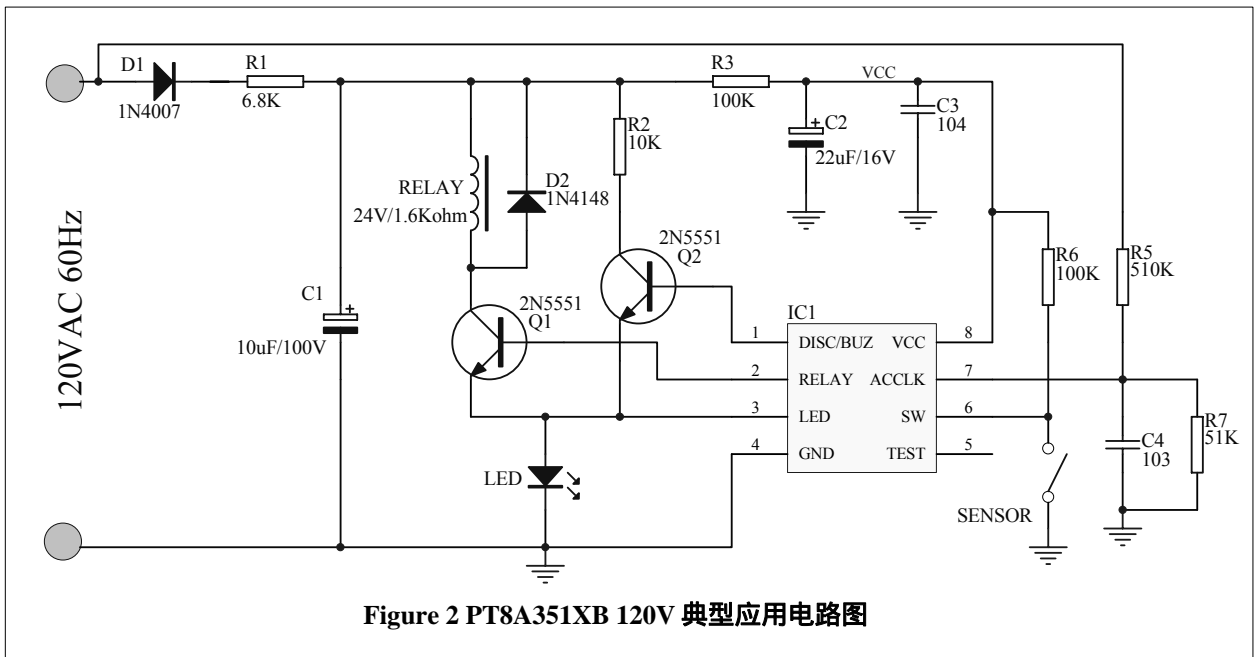 D1
1N4007
R1
6.8K
R3
100K
VCC
C3
104
C2
22uF/16V
R2
10K
D2
1N4148
RELAY
24V/1.6Kohm
2N5551
Q2
R6
100K
R5
510K
120V AC 60Hz
C1
10uF/100V
2N5551
Q1
IC1
1 DISC/BUZ VCC 8
2 RELAY ACCLK 7
3 LED SW 6
4 GND TEST 5
R7
51K
C4
103
LED
SENSOR
Figure 2 PT8A351XB 120V 典型应用电路图